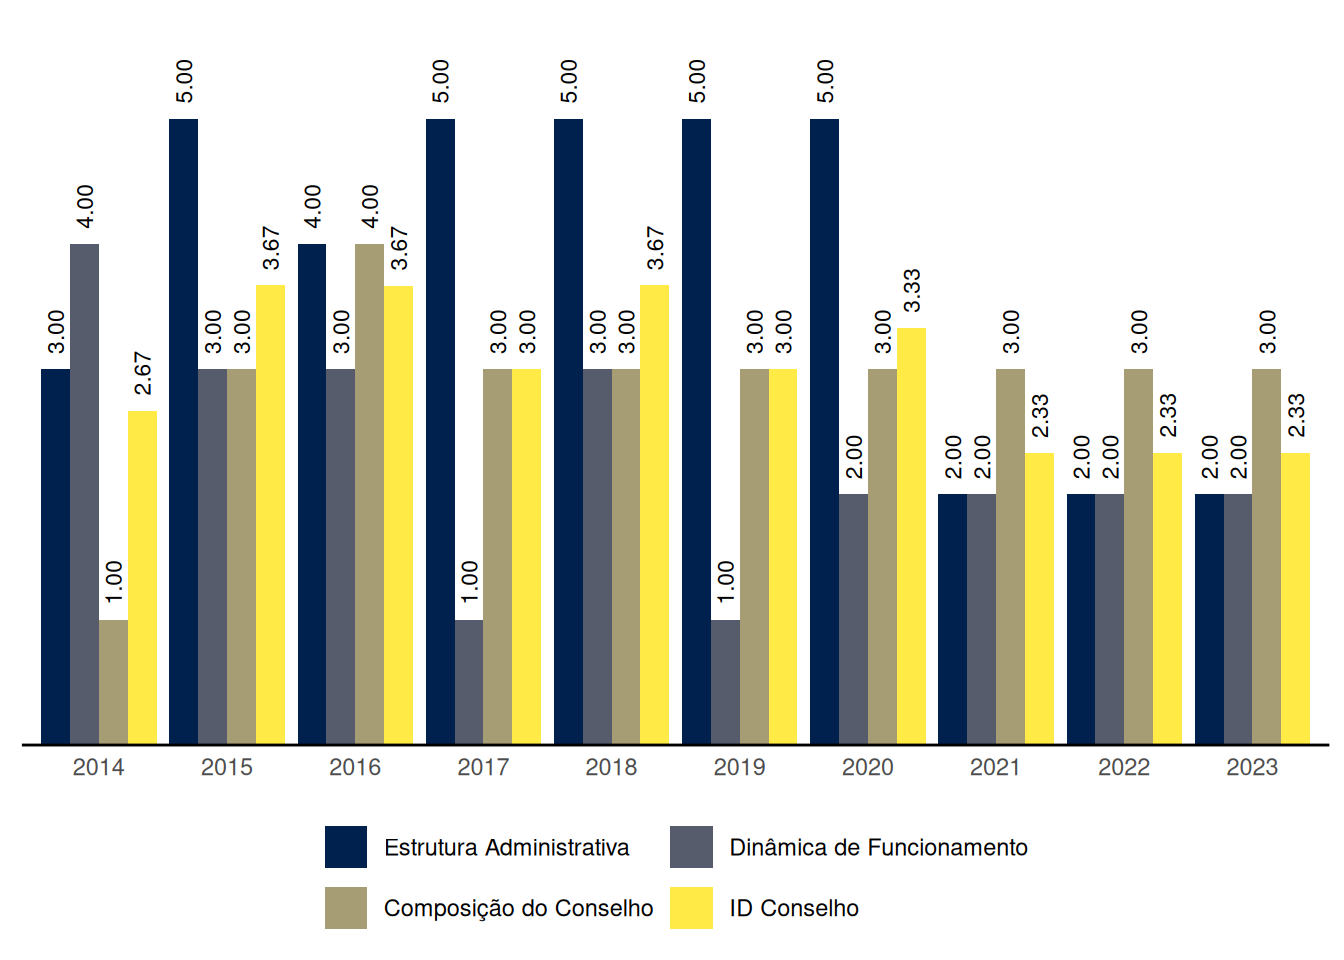 3.00 4.00 1.00 2.67
5.00 3.00 3.00 3.67
4.00 3.00 4.00 3.67
5.00 1.00 3.00 3.00
5.00 3.00 3.00 3.67
5.00 1.00 3.00 3.00
5.00 2.00 3.00 3.33
2.00 2.00 3.00 2.33
2.00 2.00 3.00 2.33
2.00 2.00 3.00 2.33
2014 2015 2016 2017 2018 2019 2020 2021 2022 2023
Estrutura Administrativa Dinâmica de Funcionamento
Composição do Conselho ID Conselho